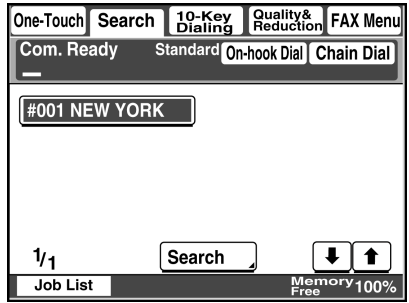 One-Touch Search 10-Key Dialing Quality& Reduction FAX Menu
Com. Ready Standard On-hook Dial Chain Dial
#001 NEW YORK
1/1 Search
Job List Memory Free 100%